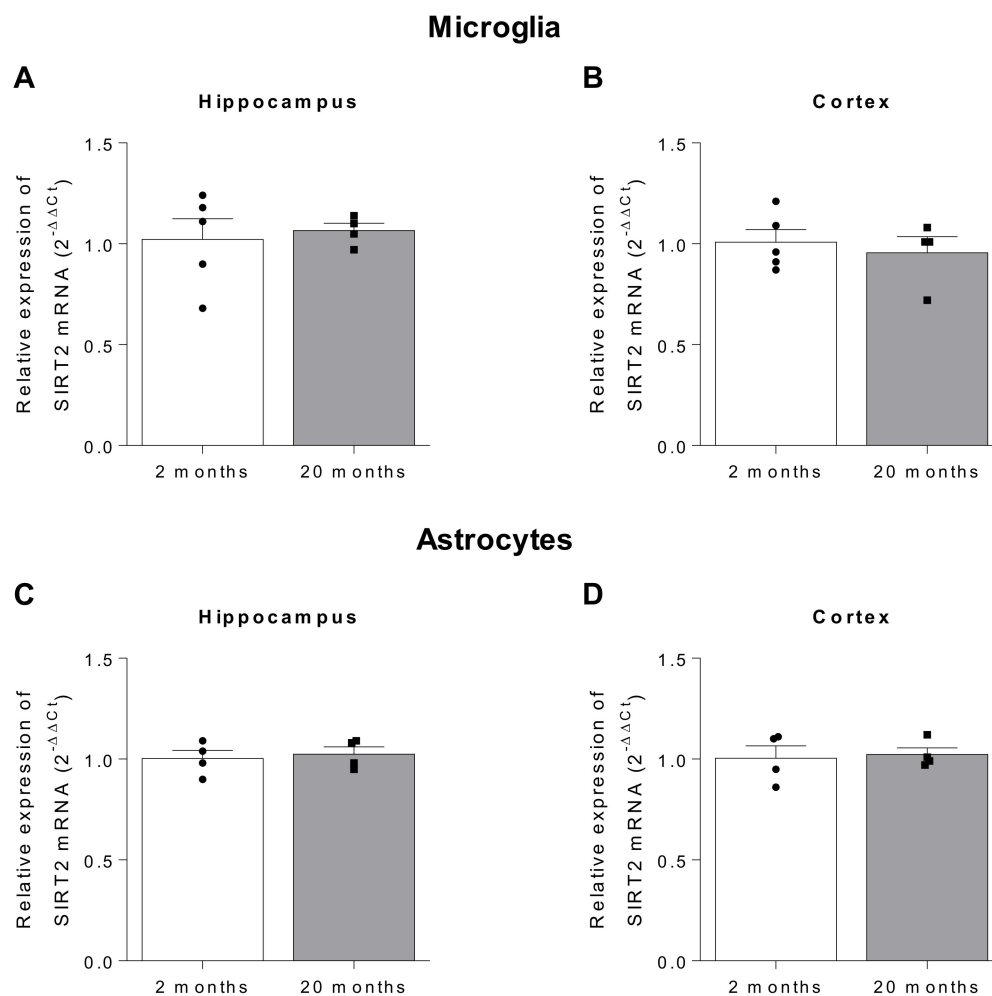 Microglia
A
Hippocampus
Relative expression of
SIRT2 mRNA (2^-ΔΔCt)
1.5
1.0
0.5
0.0
2 months
20 months
B
Cortex
Relative expression of
SIRT2 mRNA (2^-ΔΔCt)
1.5
1.0
0.5
0.0
2 months
20 months
Astrocytes
C
Hippocampus
Relative expression of
SIRT2 mRNA (2^-ΔΔCt)
1.5
1.0
0.5
0.0
2 months
20 months
D
Cortex
Relative expression of
SIRT2 mRNA (2^-ΔΔCt)
1.5
1.0
0.5
0.0
2 months
20 months